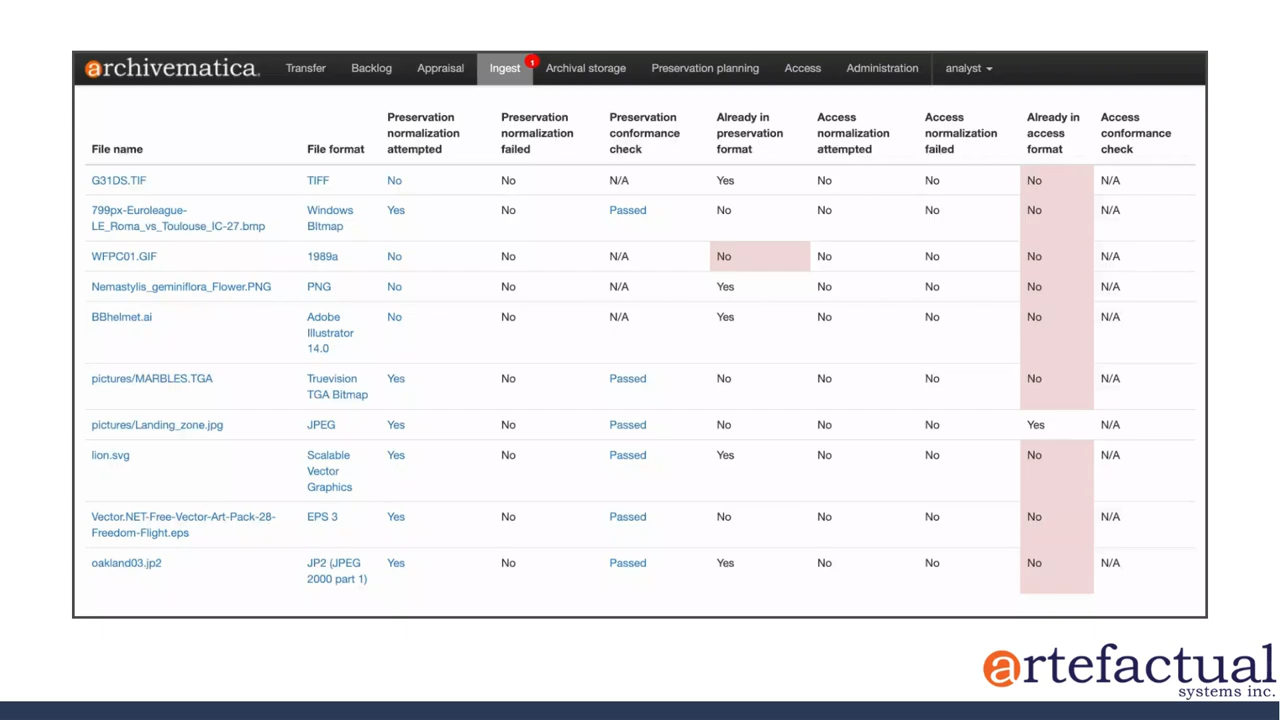 archivematica
Transfer Backlog Appraisal Ingest 1 Archival storage Preservation planning Access Administration analyst
File name File format Preservation normalization attempted Preservation normalization failed Preservation conformance check Already in preservation format Access normalization attempted Access normalization failed Already in access format Access conformance check
G31DS.TIF TIFF No No N/A Yes No No No N/A
799px-Euroleague-
LE_Roma_vs_Toulouse_IC-27.bmp Windows Bitmap Yes No Passed No No No No N/A
WFPC01.GIF 1989a No No N/A No No No No N/A
Nemastylis_geminiflora_Flower.PNG PNG No No N/A Yes No No No N/A
BBhelmet.ai Adobe Illustrator 14.0 No No N/A Yes No No No N/A
pictures/MARBLES.TGA Truevision TGA Bitmap Yes No Passed No No No No N/A
pictures/Landing_zone.jpg JPEG Yes No Passed No No No Yes N/A
lion.svg Scalable Vector Graphics Yes No Passed Yes No No No N/A
Vector.NET-Free-Vector-Art-Pack-28-
Freedom-Flight.eps EPS 3 Yes No Passed No No No No N/A
oakland03.jp2 JP2 (JPEG 2000 part 1) Yes No Passed Yes No No No N/A
artefactual
systems inc.